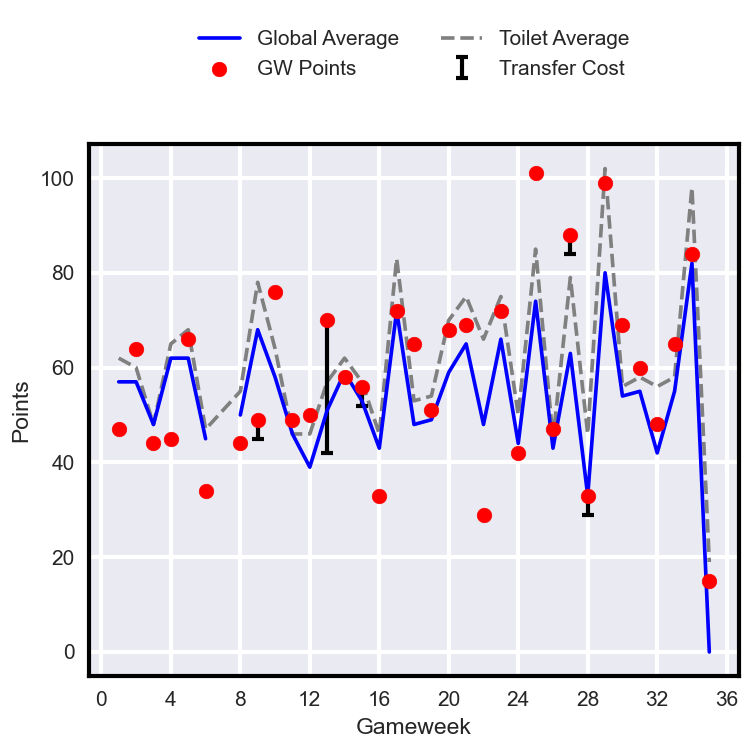 Global Average
Toilet Average
GW Points
Transfer Cost
100
80
60
40
20
0
Points
0 4 8 12 16 20 24 28 32 36
Gameweek